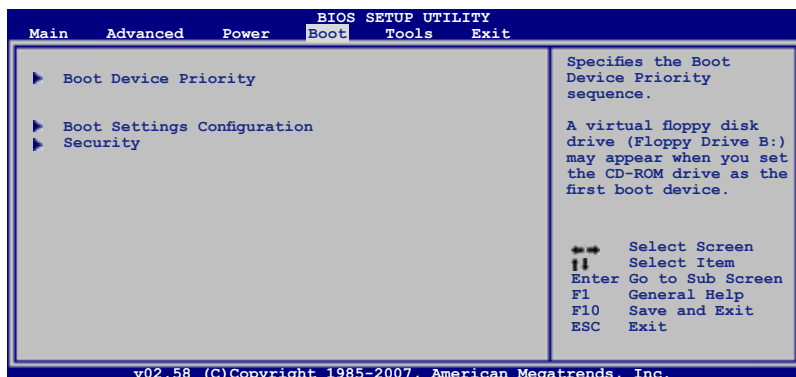 BIOS SETUP UTILITY
Main Advanced Power Boot Tools Exit
Boot Device Priority
Boot Settings Configuration
Security
Specifies the Boot
Device Priority
sequence.
A virtual floppy disk
drive (Floppy Drive B:)
may appear when you set
the CD-ROM drive as the
first boot device.
Select Screen
Select Item
Enter Go to Sub Screen
F1 General Help
F10 Save and Exit
ESC Exit
v02.58 (C)Copyright 1985-2007, American Megatrends, Inc.